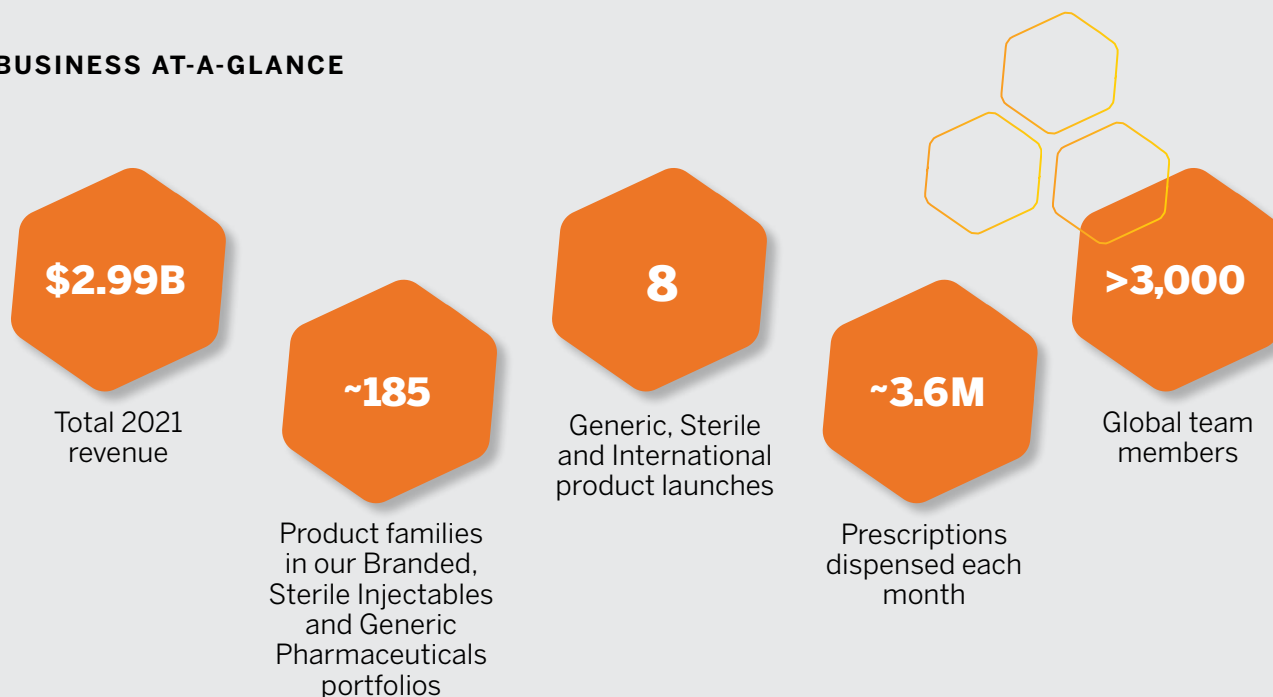 BUSINESS AT-A-GLANCE
$2.99B
Total 2021
revenue
~185
Product families
in our Branded,
Sterile Injectables
and Generic
Pharmaceuticals
portfolios
8
Generic, Sterile
and International
product launches
~3.6M
Prescriptions
dispensed each
month
>3,000
Global team
members